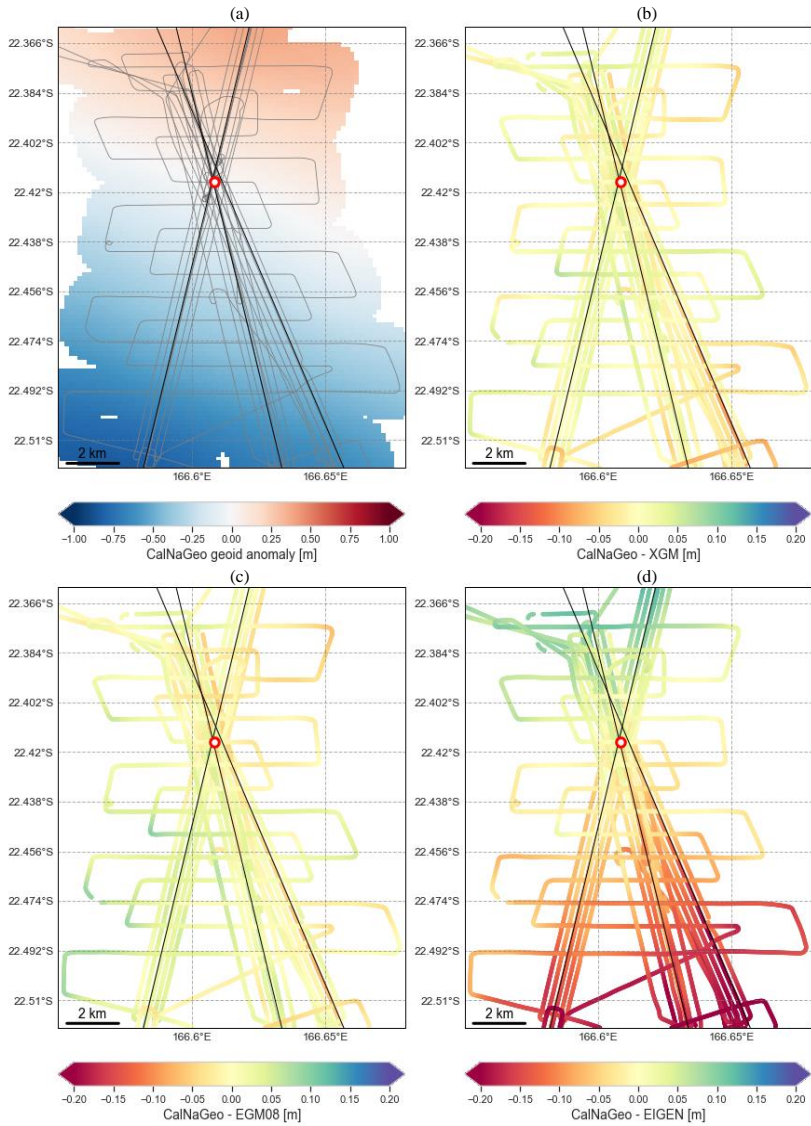 (a)
(b)
22.366°S
22.384°S
22.402°S
22.42°S
22.438°S
22.456°S
22.474°S
22.492°S
22.51°S
2 km
166.6°E
166.65°E
22.366°S
22.384°S
22.402°S
22.42°S
22.438°S
22.456°S
22.474°S
22.492°S
22.51°S
2 km
166.6°E
166.65°E
−1.00 −0.75 −0.50 −0.25 0.00 0.25 0.50 0.75 1.00
CalNaGeo geoid anomaly [m]
−0.20 −0.15 −0.10 −0.05 0.00 0.05 0.10 0.15 0.20
CalNaGeo - XGM [m]
(c)
(d)
22.366°S
22.384°S
22.402°S
22.42°S
22.438°S
22.456°S
22.474°S
22.492°S
22.51°S
2 km
166.6°E
166.65°E
22.366°S
22.384°S
22.402°S
22.42°S
22.438°S
22.456°S
22.474°S
22.492°S
22.51°S
2 km
166.6°E
166.65°E
−0.20 −0.15 −0.10 −0.05 0.00 0.05 0.10 0.15 0.20
CalNaGeo - EGM08 [m]
−0.20 −0.15 −0.10 −0.05 0.00 0.05 0.10 0.15 0.20
CalNaGeo - EIGEN [m]